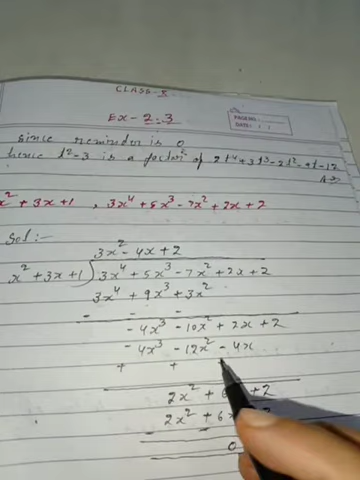 CLASS-X
EX-2:3
PAGE NO.
DATE
since reminder is 0
hence t²-3 is a factor of 2t⁴+3t³-2t²-9t-12
x²+3x+1 , 3x⁴+5x³-7x²+2x+2
Sol:-
3x²-4x+2
x²+3x+1) 3x⁴+5x³-7x²+2x+2
3x⁴+9x³+3x²
- - -
-4x³-10x²+2x+2
-4x³-12x²-4x
+ +
2x² + 6 +2
2x² + 6x
0